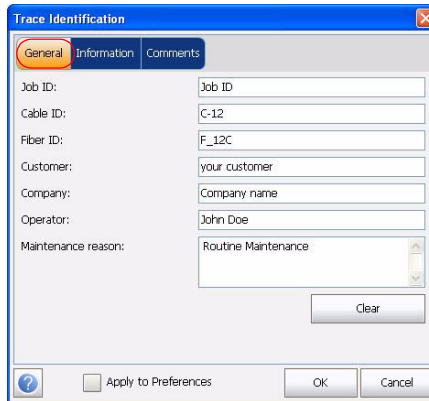 Trace Identification
General Information Comments
Job ID: Job ID
Cable ID: C-12
Fiber ID: F_12C
Customer: your customer
Company: Company name
Operator: John Doe
Maintenance reason: Routine Maintenance
Clear
? Apply to Preferences OK Cancel